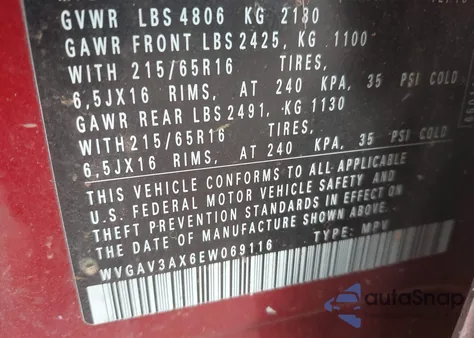 GVWR LBS 4806 KG 2180
GAWR FRONT LBS 2425, KG 1100
WITH 215/65R16 TIRES,
6,5JX16 RIMS, AT 240 KPA, 35 PSI COLD
GAWR REAR LBS 2491, KG 1130
WITH 215/65R16 TIRES,
6,5JX16 RIMS, AT 240 KPA, 35 PSI COLD
THIS VEHICLE CONFORMS TO ALL APPLICABLE
U.S. FEDERAL MOTOR VEHICLE SAFETY AND
THEFT PREVENTION STANDARDS IN EFFECT ON
THE DATE OF MANUFACTURE SHOWN ABOVE.
WVGAV3AX6EW069116 TYPE: MPV
autoSnap